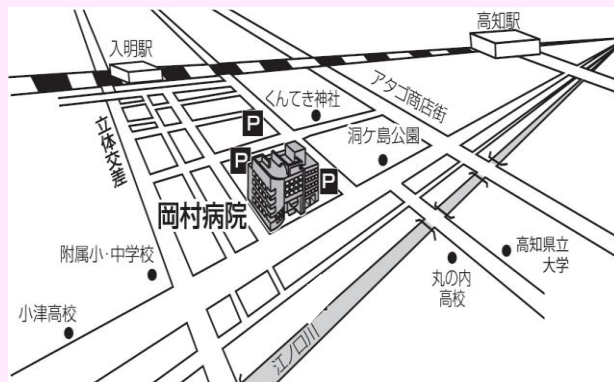 高知駅
入明駅
アタゴ商店街
くんてき神社
P
立体交差
洞ケ島公園
P
P
岡村病院
附属小・中学校
高知県立
大学
丸の内
高校
小津高校
江ノ口川